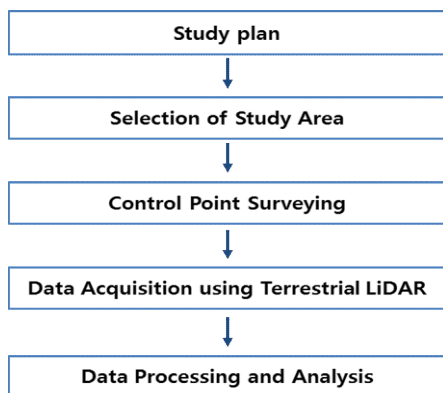 Study plan
Selection of Study Area
Control Point Surveying
Data Acquisition using Terrestrial LiDAR
Data Processing and Analysis